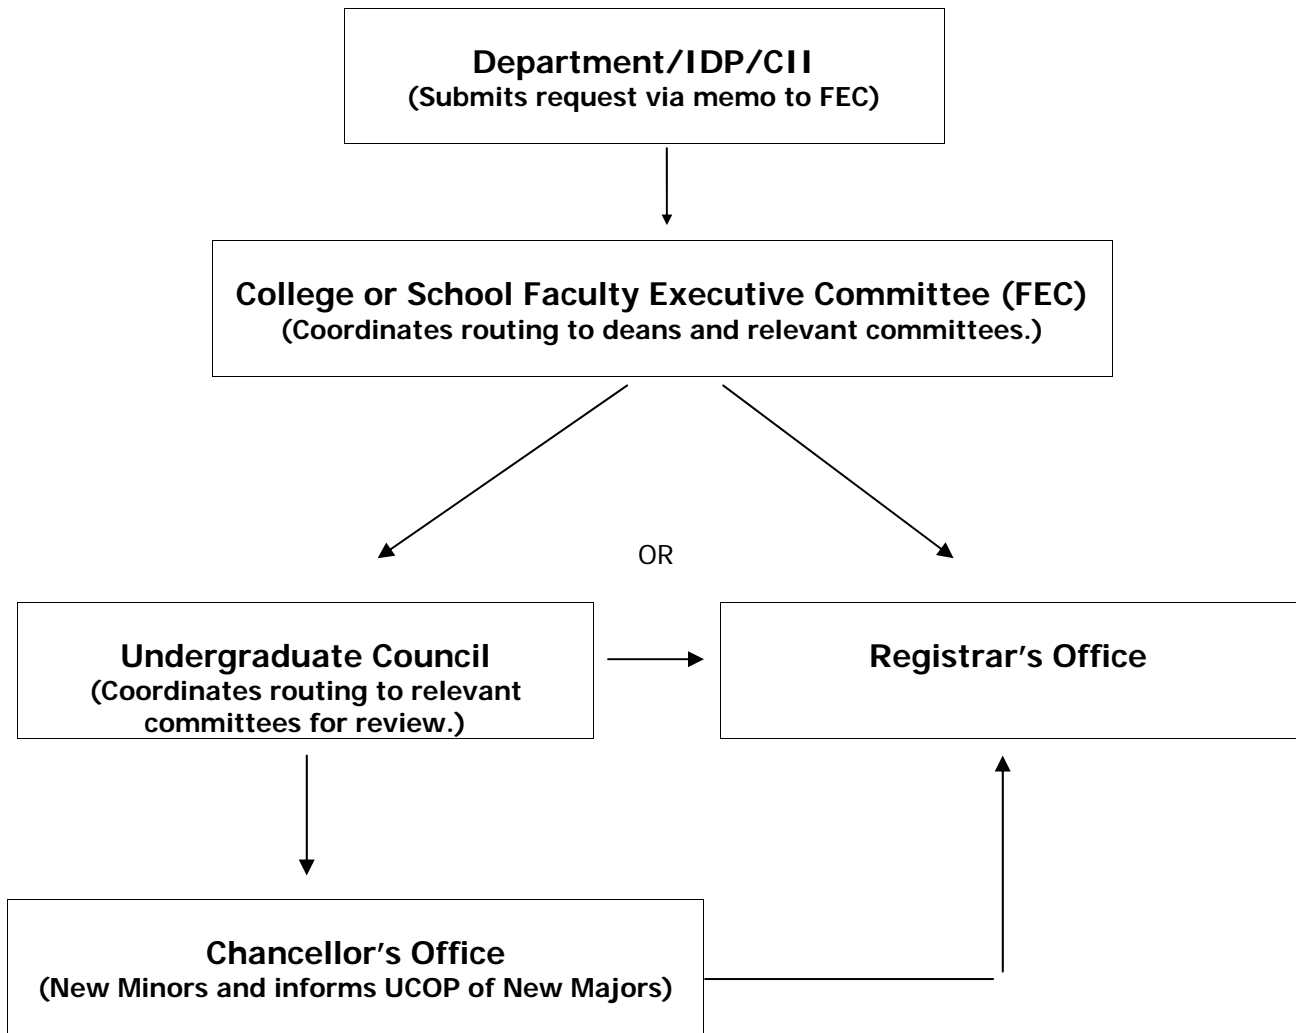 Department/IDP/CII
(Submits request via memo to FEC)
College or School Faculty Executive Committee (FEC)
(Coordinates routing to deans and relevant committees.)
OR
Undergraduate Council
(Coordinates routing to relevant
committees for review.)
Registrar's Office
Chancellor's Office
(New Minors and informs UCOP of New Majors)